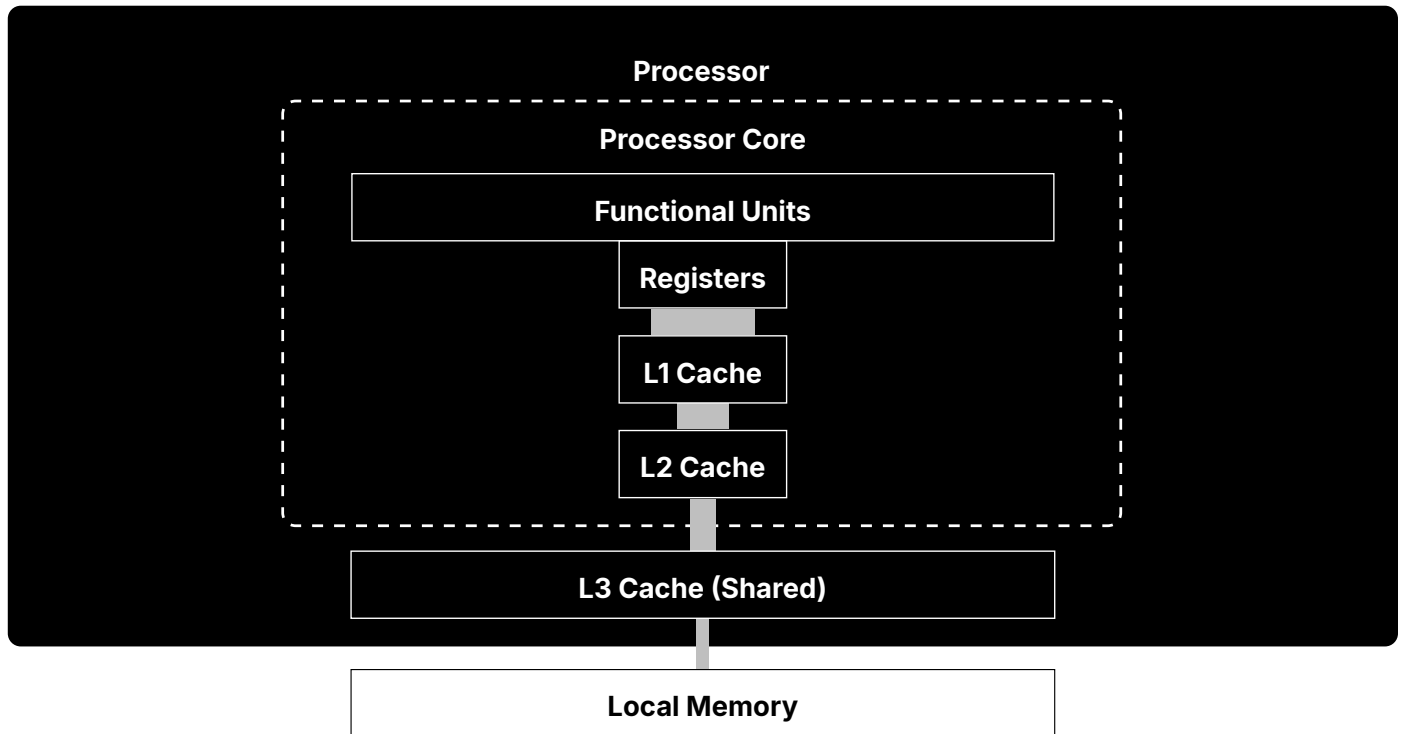 Processor
Processor Core
Functional Units
Registers
L1 Cache
L2 Cache
L3 Cache (Shared)
Local Memory